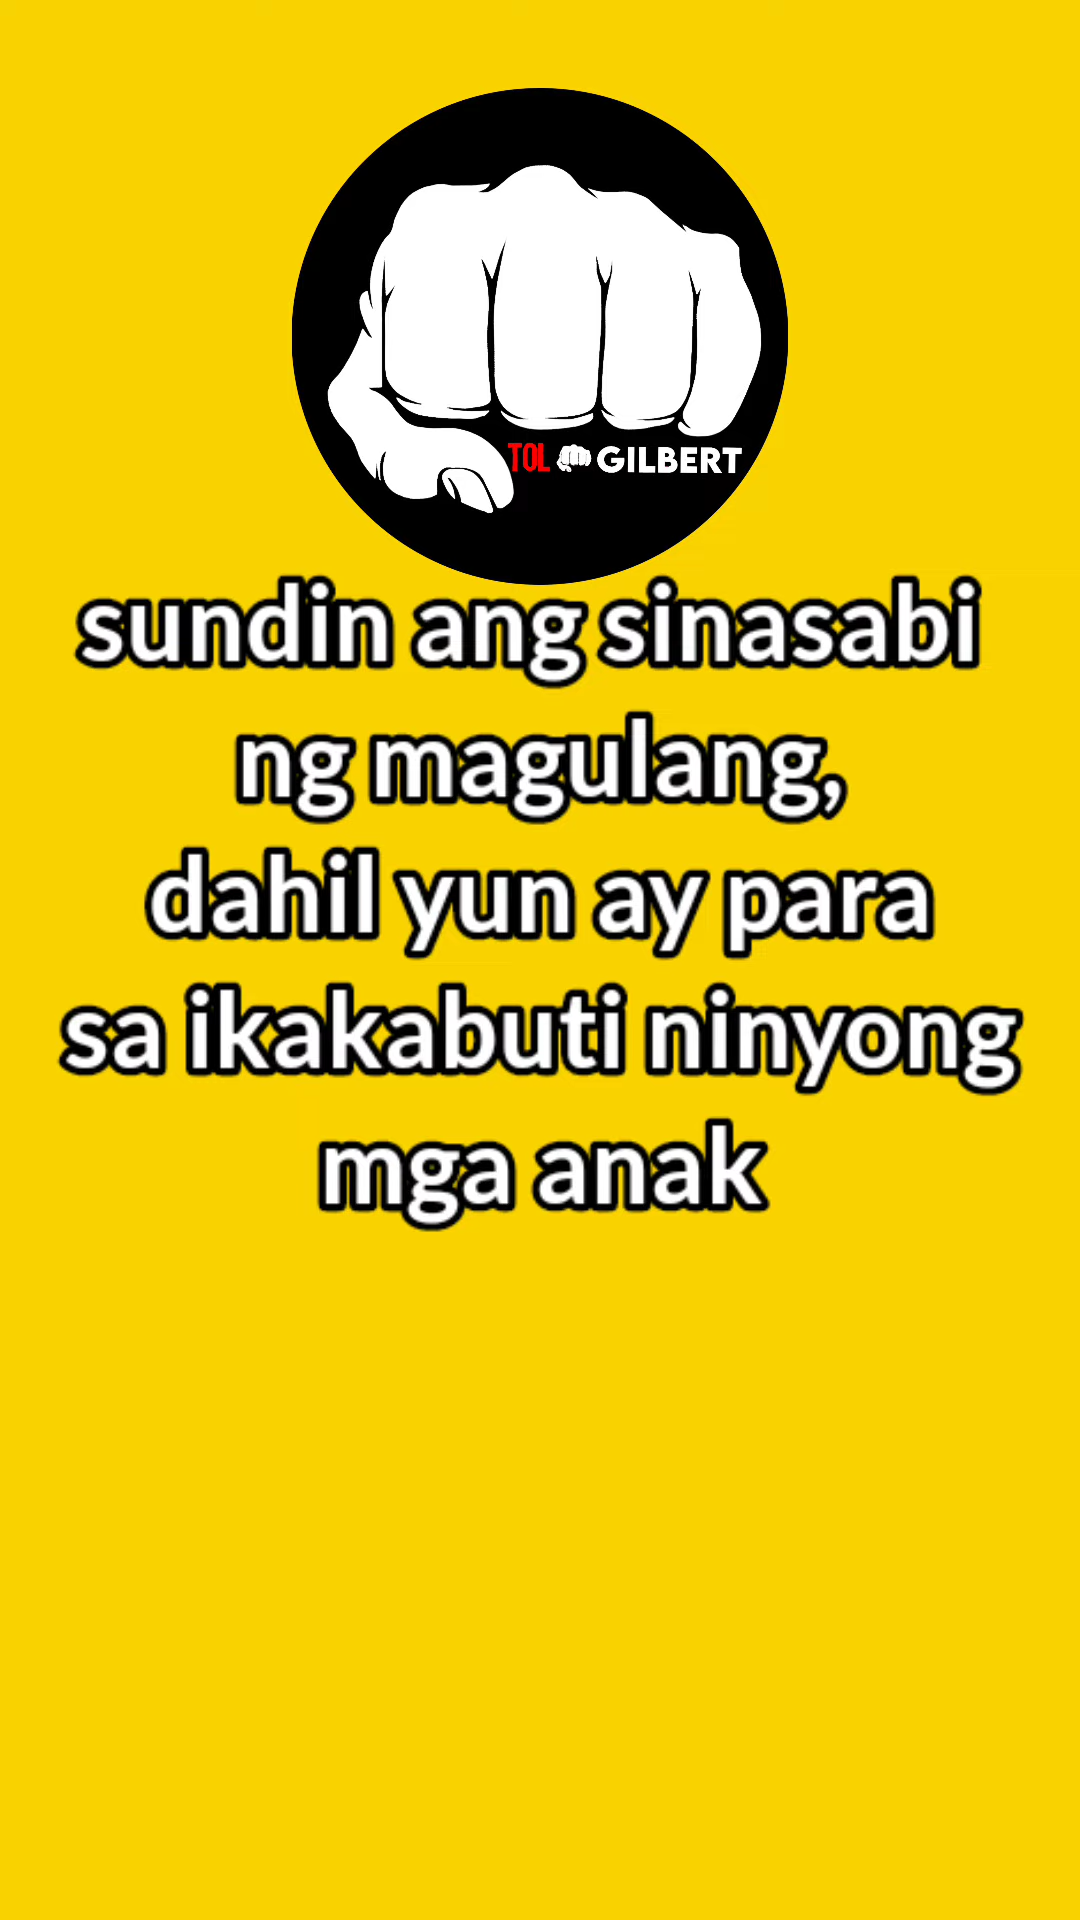 TOL GILBERT
sundin ang sinasabi
ng magulang,
dahil yun ay para
sa ikakabuti ninyong
mga anak